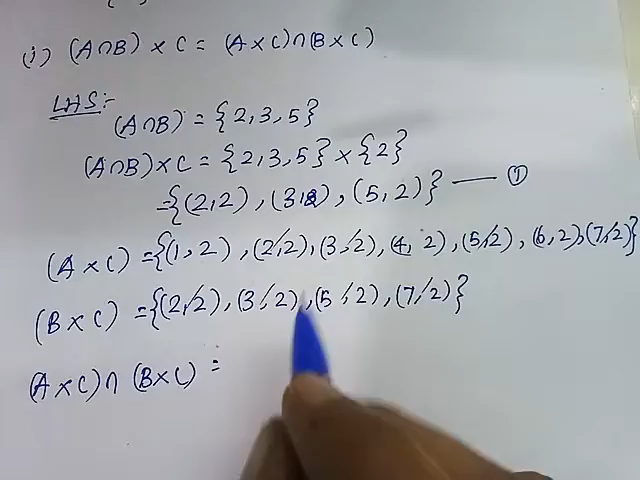 (i) (A∩B) × C = (A×C)∩(B×C)
LHS:-
(A∩B) = {2,3,5}
(A∩B)×C = {2,3,5} × {2}
={(2,2),(3,2),(5,2)} — ①
(A×C) ={(1,2),(2,2),(3,2),(4,2),(5,2),(6,2),(7,2)}
(B×C) ={(2,2),(3,2),(5,2),(7,2)}
(A×C)∩(B×C) =